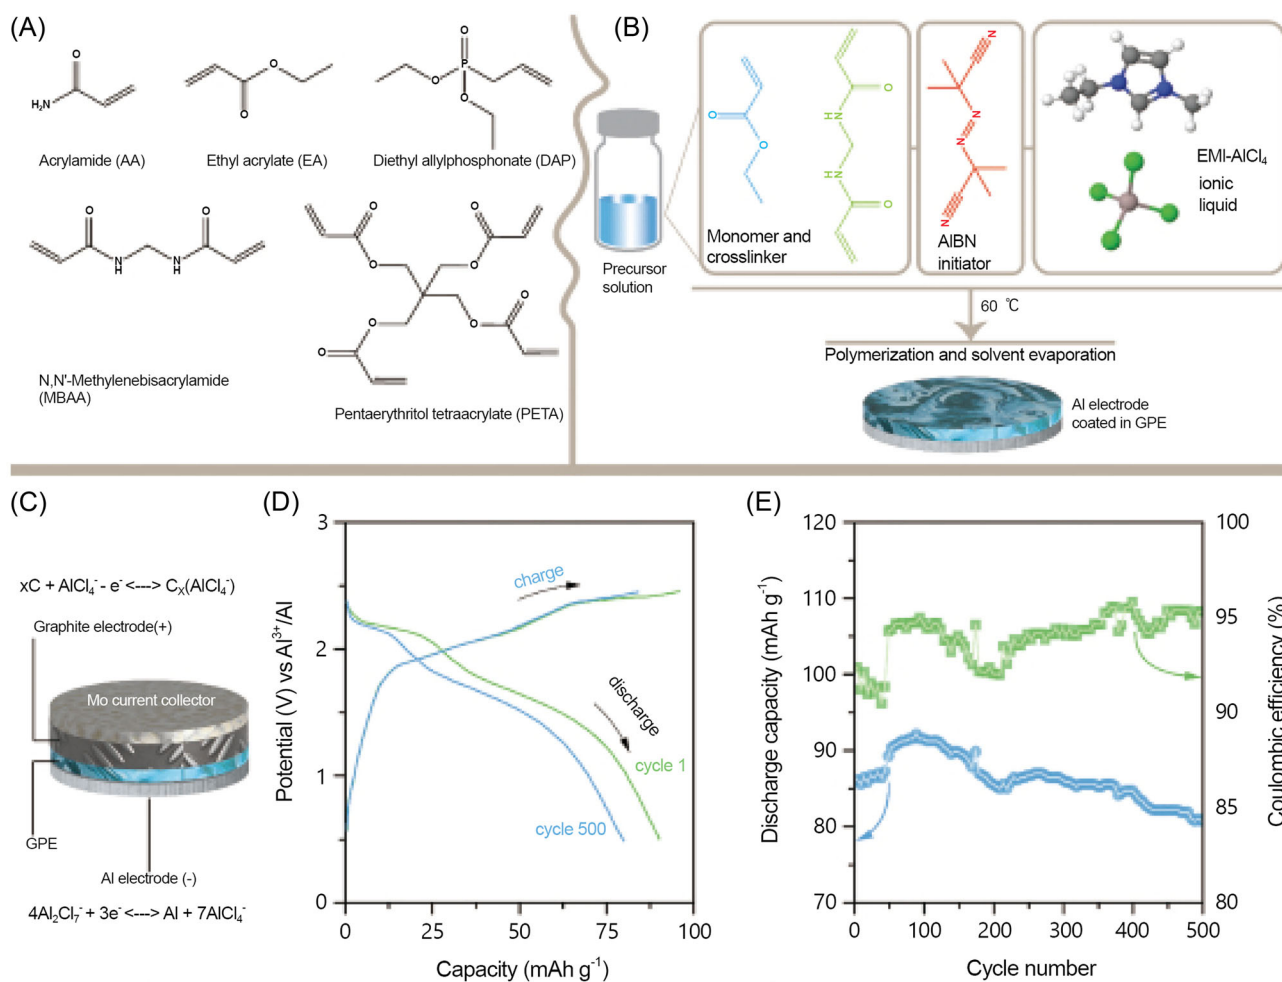 (A)
O
H₂N
Acrylamide (AA)
O
O
Ethyl acrylate (EA)
O
O
P
O
Diethyl allylphosphonate (DAP)
O
O
N
H
N
H
N,N'-Methylenebisacrylamide
(MBAA)
O
O
O
O
O
O
O
O
Pentaerythritol tetraacrylate (PETA)
(B)
Precursor
solution
O
O
O
H
N
H
N
O
Monomer and
crosslinker
N
N
N
N
AIBN
initiator
EMI-AlCl₄
ionic
liquid
60 ℃
Polymerization and solvent evaporation
Al electrode
coated in GPE
(C)
xC + AlCl₄⁻ - e⁻ <---> Cₓ(AlCl₄⁻)
Graphite electrode(+)
Mo current collector
GPE
Al electrode (-)
4Al₂Cl₇⁻ + 3e⁻ <---> Al + 7AlCl₄⁻
(D)
Potential (V) vs Al³⁺/Al
3
2
1
0
charge
discharge
cycle 1
cycle 500
0 25 50 75 100
Capacity (mAh g⁻¹)
(E)
Discharge capacity (mAh g⁻¹)
120
110
100
90
80
70
100
95
90
85
80
Coulombic efficiency (%)
0 100 200 300 400 500
Cycle number